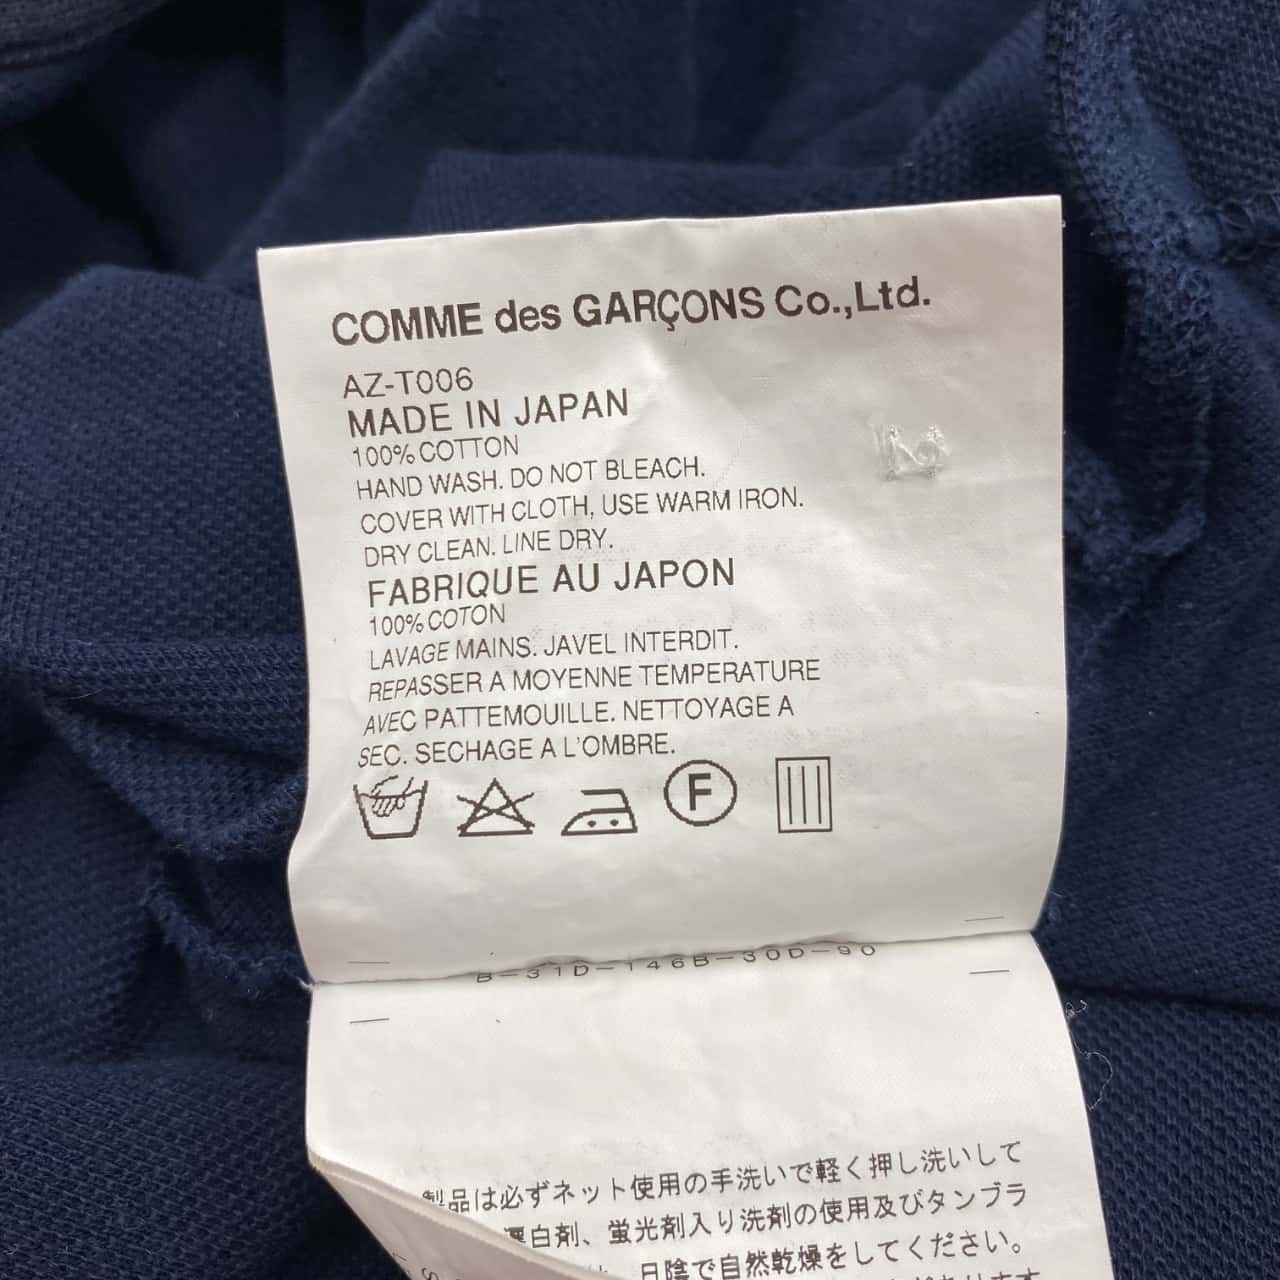 COMME des GARÇONS Co.,Ltd.
AZ-T006
MADE IN JAPAN
100% COTTON
HAND WASH. DO NOT BLEACH.
COVER WITH CLOTH, USE WARM IRON.
DRY CLEAN. LINE DRY.
FABRIQUE AU JAPON
100% COTON
LAVAGE MAINS. JAVEL INTERDIT.
REPASSER A MOYENNE TEMPERATURE
AVEC PATTEMOUILLE. NETTOYAGE A
SEC. SECHAGE A L'OMBRE.
F
B-31D-146B-30D-90
製品は必ずネット使用の手洗いで軽く押し洗いして
漂白剤、蛍光剤入り洗剤の使用及びタンブラ
日陰で自然乾燥をしてください。